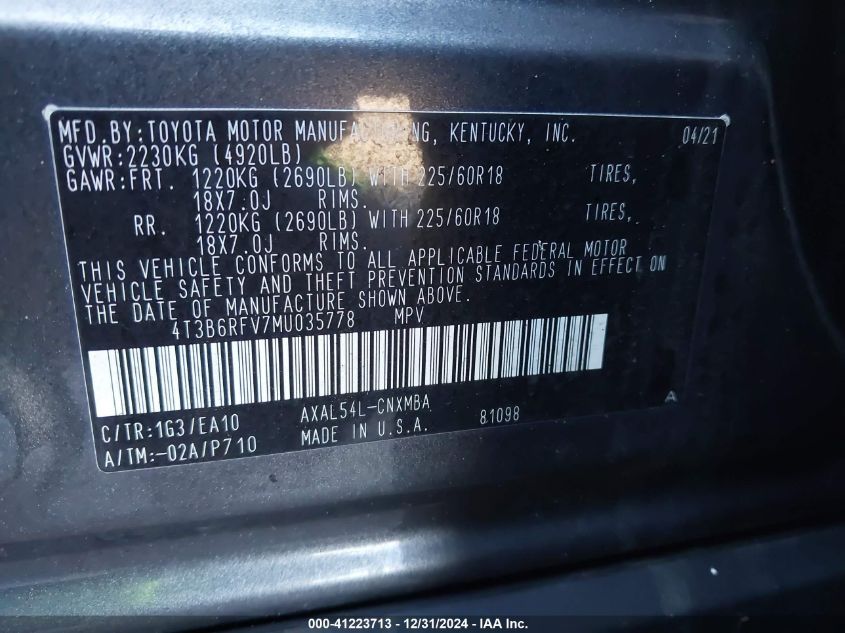 MFD.BY:TOYOTA MOTOR MANUFACTURING, KENTUCKY, INC. 04/21
GVWR:2230KG (4920LB)
GAWR:FRT. 1220KG (2690LB) WITH 225/60R18 TIRES,
18X7.0J RIMS.
RR. 1220KG (2690LB) WITH 225/60R18 TIRES,
18X7.0J RIMS.
THIS VEHICLE CONFORMS TO ALL APPLICABLE FEDERAL MOTOR
VEHICLE SAFETY AND THEFT PREVENTION STANDARDS IN EFFECT ON
THE DATE OF MANUFACTURE SHOWN ABOVE.
4T3B6RFV7MU035778 MPV
C/TR:1G3/EA10 AXAL54L-CNXMBA A
A/TM:-02A/P710 MADE IN U.S.A. 81098
000-41223713 - 12/31/2024 - IAA Inc.